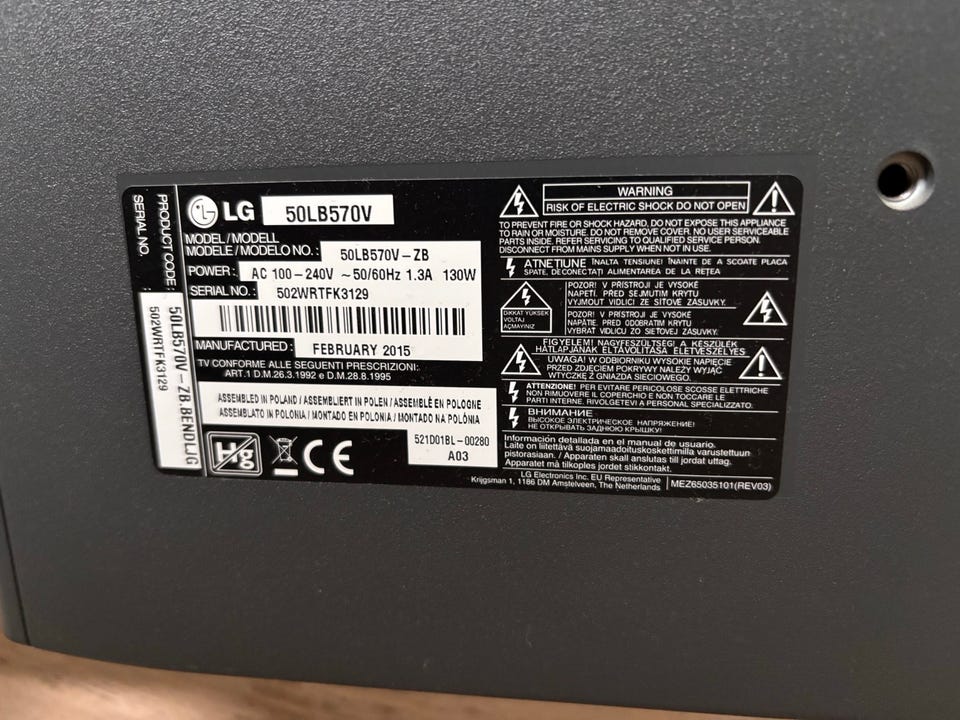 PRODUCT CODE : 50LB570V-ZB.BENDLJG
SERIAL NO. 502WRTFK3129
LG 50LB570V
MODEL / MODELL
MODELE / MODELO NO. : 50LB570V-ZB
POWER : AC 100-240V ~50/60Hz 1.3A 130W
SERIAL NO. : 502WRTFK3129
MANUFACTURED : FEBRUARY 2015
TV CONFORME ALLE SEGUENTI PRESCRIZIONI:
ART.1 D.M.26.3.1992 e D.M.28.8.1995
ASSEMBLED IN POLAND / ASSEMBLIERT IN POLEN / ASSEMBLÉ EN POLOGNE
ASSEMBLATO IN POLONIA / MONTADO EN POLONIA / MONTADO NA POLÓNIA
Hg
CE
521D01BL-00280
A03
WARNING
RISK OF ELECTRIC SHOCK DO NOT OPEN
TO PREVENT FIRE OR SHOCK HAZARD, DO NOT EXPOSE THIS APPLIANCE
TO RAIN OR MOISTURE. DO NOT REMOVE COVER. NO USER SERVICEABLE
PARTS INSIDE. REFER SERVICING TO QUALIFIED SERVICE PERSON.
DISCONNECT FROM MAINS SUPPLY WHEN NOT IN USE.
ATNETIUNE ÎNALTA TENSIUNE! ÎNAINTE DE A SCOATE PLACA
SPATE, DECONECTAŢI ALIMENTAREA DE LA REŢEA
DİKKAT YÜKSEK
VOLTAJ
AÇMAYINIZ
POZOR! V PŘÍSTROJI JE VYSOKÉ
NAPĚTÍ. PŘED SEJMUTÍM KRYTU
VYJMOUT VIDLICI ZE SÍŤOVÉ ZÁSUVKY.
POZOR! V PRÍSTROJI JE VYSOKÉ
NAPÄTIE. PRED ODOBRATÍM KRYTU
VYBRAŤ VIDLICU ZO SIEŤOVEJ ZÁSUVKY.
FIGYELEM! NAGYFESZÜLTSÉG! A KÉSZÜLÉK
HÁTLAPJÁNAK ELTÁVOLÍTÁSA ÉLETVESZÉLYES
UWAGA! W ODBIORNIKU WYSOKIE NAPIĘCIE
PRZED ZDJĘCIEM POKRYWY NALEŻY WYJĄĆ
WTYCZKĘ Z GNIAZDA SIECIOWEGO.
ATTENZIONE! PER EVITARE PERICOLOSE SCOSSE ELETTRICHE
NON RIMUOVERE IL COPERCHIO E NON TOCCARE LE
PARTI INTERNE. RIVOLGETEVI A PERSONALE SPECIALIZZATO.
ВНИМАНИЕ
ВЫСОКОЕ ЭЛЕКТРИЧЕСКОЕ НАПРЯЖЕНИЕ!
НЕ ОТКРЫВАТЬ ЗАДНЮЮ КРЫШКУ!
Información detallada en el manual de usuario.
Laite on liitettävä suojamaadoituskoskettimilla varustettuun
pistorasiaan. / Apparaten skall anslutas till jordat uttag.
Apparatet må tilkoples jordet stikkontakt.
LG Electronics Inc. EU Representative
Krijgsman 1, 1186 DM Amstelveen, The Netherlands
MEZ65035101(REV03)